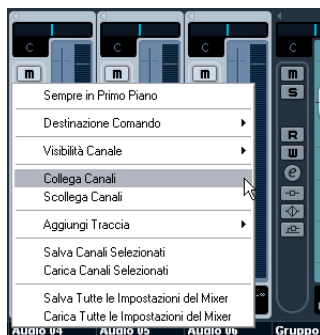 C C C C
m m m m
S
R
W
e
Sempre in Primo Piano
Destinazione Comando
Visibilità Canale
Collega Canali
Scollega Canali
Aggiungi Traccia
Salva Canali Selezionati
Carica Canali Selezionati
Salva Tutte le Impostazioni del Mixer
Carica Tutte le Impostazioni del Mixer
Audio 04 Audio 05 Audio 06 Gruppo